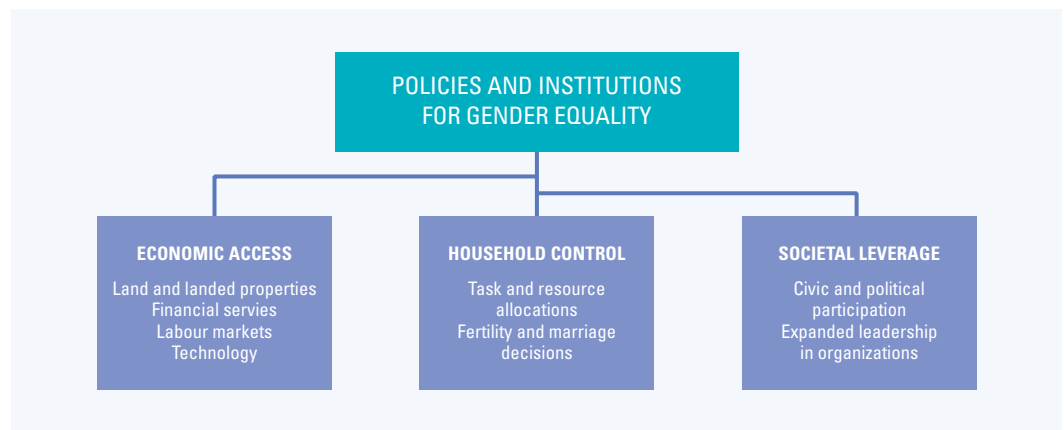 POLICIES AND INSTITUTIONS
FOR GENDER EQUALITY
ECONOMIC ACCESS
Land and landed properties
Financial servies
Labour markets
Technology
HOUSEHOLD CONTROL
Task and resource
allocations
Fertility and marriage
decisions
SOCIETAL LEVERAGE
Civic and political
participation
Expanded leadership
in organizations